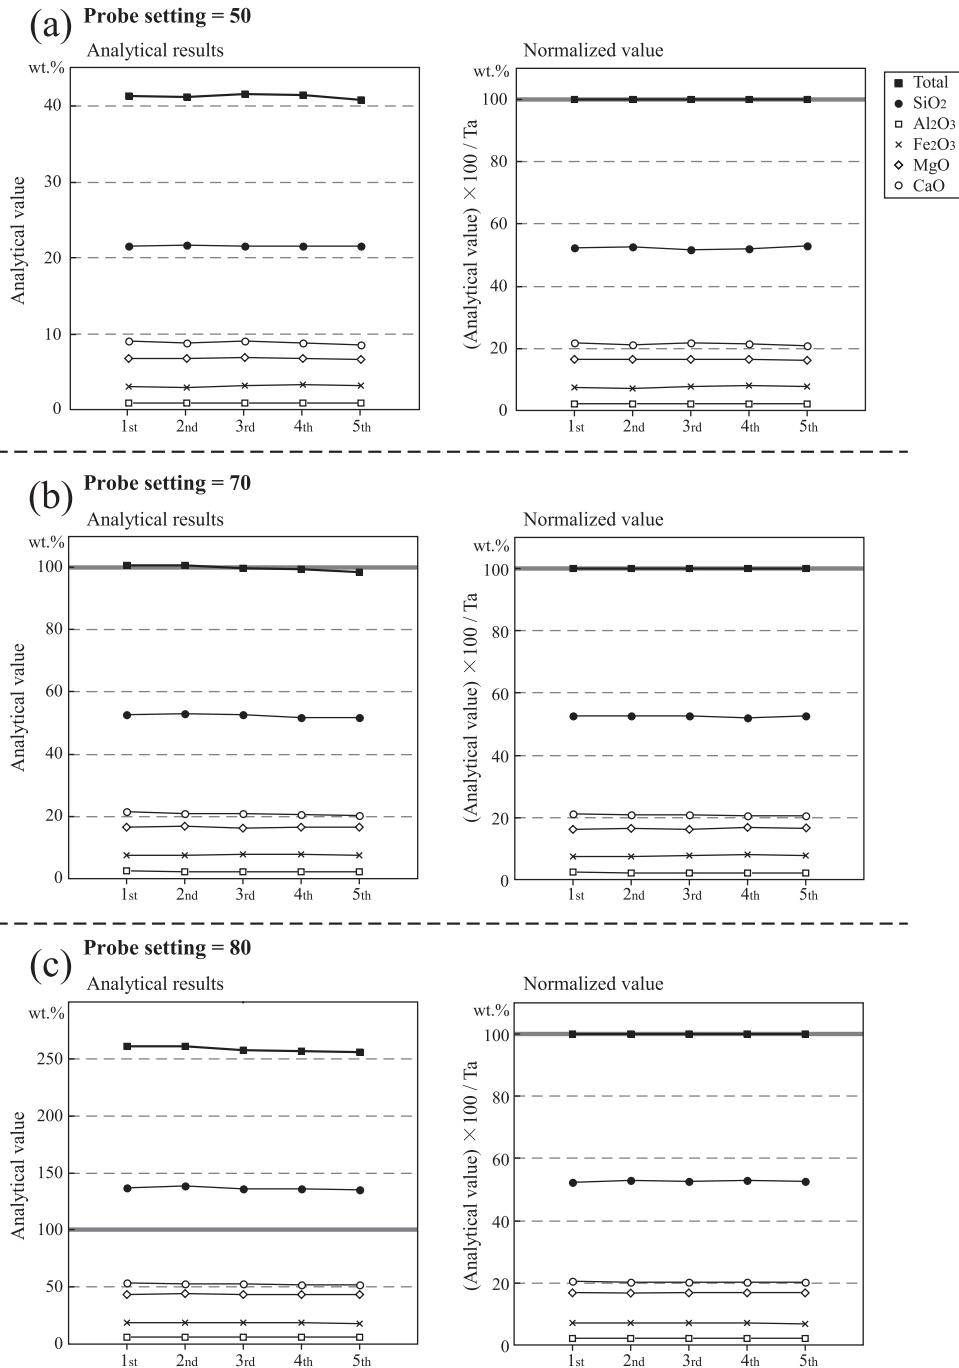 (a) Probe setting = 50
Analytical results
Normalized value
wt.%
40
30
20
10
0
Analytical value
1st 2nd 3rd 4th 5th
100
80
60
40
20
0
(Analytical value) ×100 / Ta
1st 2nd 3rd 4th 5th
Total
SiO2
Al2O3
Fe2O3
MgO
CaO
(b) Probe setting = 70
Analytical results
Normalized value
wt.%
100
80
60
40
20
0
Analytical value
1st 2nd 3rd 4th 5th
wt.%
100
80
60
40
20
0
(Analytical value) ×100 / Ta
1st 2nd 3rd 4th 5th
(c) Probe setting = 80
Analytical results
Normalized value
wt.%
250
200
150
100
50
0
Analytical value
1st 2nd 3rd 4th 5th
wt.%
100
80
60
40
20
0
(Analytical value) ×100 / Ta
1st 2nd 3rd 4th 5th